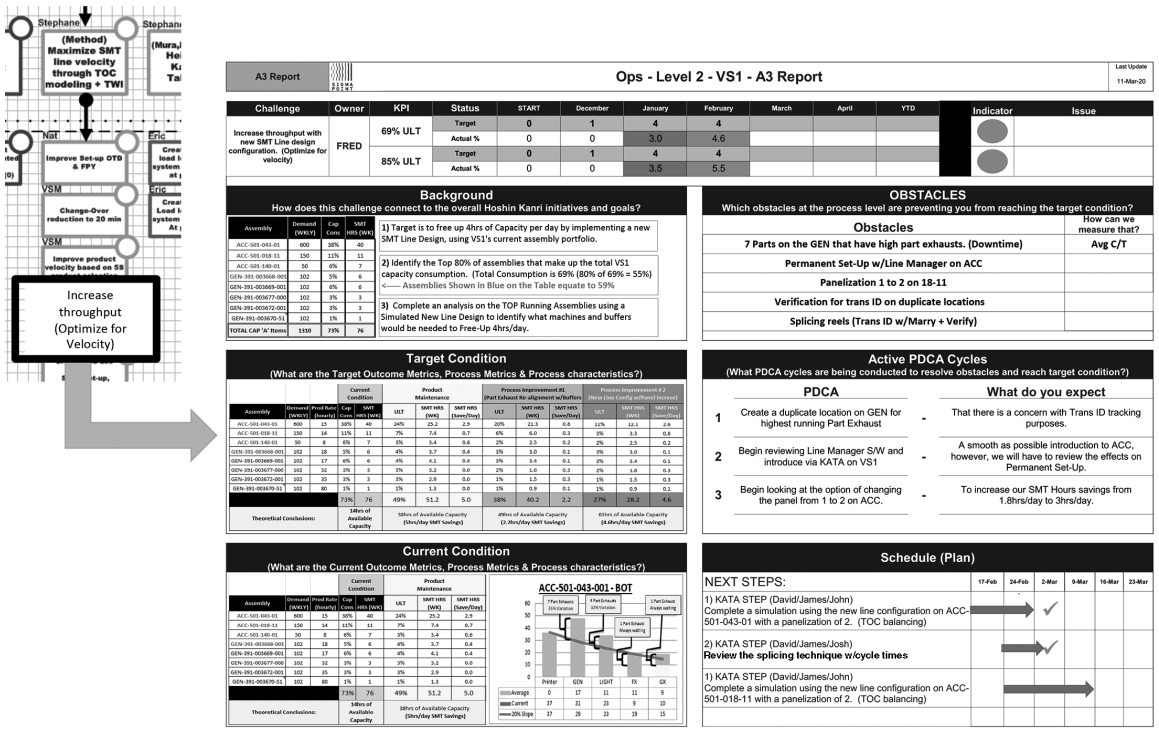 Stephane
Stephan
(Method)
Maximize SMT
line velocity
through TOC
modeling + TWI
(Mura,
He
K
Ta
Nat
Eric
Improve Set-up OTD
& FPY
Crea
load l
system
at
VSM
Eric
Change-Over
reduction to 20 min
Crea
Load l
system
At
VSM
Improve product
velocity based on 5S
Increase
throughput
(Optimize for
Velocity)
A3 Report
SIGMA
POINT
Ops - Level 2 - VS1 - A3 Report
Last Update
11-Mar-20
Challenge Owner KPI Status START December January February March April YTD Indicator Issue
Increase throughput with
new SMT Line design
configuration. (Optimize for
velocity)
FRED
69% ULT
Target 0 1 4 4
Actual % 0 0 3.0 4.6
85% ULT
Target 0 1 4 4
Actual % 0 0 3.5 5.5
Background
How does this challenge connect to the overall Hoshin Kanri initiatives and goals?
Assembly Demand (WKLY) Cap Cons SMT HRS (WK)
ACC-501-043-01 600 38% 40
ACC-501-018-11 150 11% 11
ACC-501-140-01 50 6% 7
GEN-391-003668-001 102 5% 6
GEN-391-003669-001 102 6% 6
GEN-391-003677-000 102 3% 3
GEN-391-003672-001 102 3% 3
GEN-391-003670-51 102 1% 1
TOTAL CAP 'A' Items 1310 73% 76
1) Target is to free up 4hrs of Capacity per day by implementing a new
SMT Line Design, using VS1's current assembly portfolio.
2) Identify the Top 80% of assemblies that make up the total VS1
capacity consumption. (Total Consumption is 69% (80% of 69% = 55%)
<----- Assemblies Shown in Blue on the Table equate to 59%
3) Complete an analysis on the TOP Running Assemblies using a
Simulated New Line Design to identify what machines and buffers
would be needed to Free-Up 4hrs/day.
OBSTACLES
Which obstacles at the process level are preventing you from reaching the target condition?
Obstacles
How can we
measure that?
7 Parts on the GEN that have high part exhausts. (Downtime) Avg C/T
Permanent Set-Up w/Line Manager on ACC
Panelization 1 to 2 on 18-11
Verification for trans ID on duplicate locations
Splicing reels (Trans ID w/Marry + Verify)
Target Condition
(What are the Target Outcome Metrics, Process Metrics & Process characteristics?)
Current
Condition
Product
Maintenance
Process Improvement #1
(Part Exhaust Re-alignment w/Buffers
Process Improvement # 2
(New Line Config w/Panel increase)
Assembly Demand (WKLY) Prod Rate (hourly) Cap Cons SMT HRS (WK) ULT SMT HRS (WK) SMT HRS (Save/Day) ULT SMT HRS (WK) SMT HRS (Save/Day) ULT SMT HRS (WK) SMT HRS (Save/Day)
ACC-501-043-01 600 15 38% 40 24% 25.2 2.9 20% 21.3 0.8 11% 12.1 2.6
ACC-501-018-11 150 14 11% 11 7% 7.4 0.7 6% 7.0 0.1 3% 3.3 0.8
ACC-501-140-01 50 8 6% 7 3% 3.4 0.6 2% 2.5 0.2 2% 2.5 0.2
GEN-391-003668-001 102 18 5% 6 4% 3.7 0.4 3% 3.0 0.1 3% 3.0 0.1
GEN-391-003669-001 102 17 6% 6 4% 4.1 0.4 3% 3.4 0.1 3% 3.4 0.1
GEN-391-003677-000 102 32 3% 3 3% 3.2 0.0 2% 1.6 0.3 2% 1.6 0.3
GEN-391-003672-001 102 35 3% 3 3% 2.9 0.0 1% 1.5 0.3 1% 1.5 0.3
GEN-391-003670-51 102 80 1% 1 1% 1.3 0.0 1% 0.9 0.1 1% 0.9 0.1
73% 76 49% 51.2 5.0 38% 40.2 2.2 27% 28.2 4.6
Theoretical Conclusions:
14hrs of
Available
Capacity
38hrs of Available Capacity
(5hrs/day SMT Savings)
49hrs of Available Capacity
(2.2hrs/day SMT Savings)
61hrs of Available Capacity
(4.6hrs/day SMT Savings)
Active PDCA Cycles
(What PDCA cycles are being conducted to resolve obstacles and reach target condition?)
PDCA What do you expect
1 Create a duplicate location on GEN for
highest running Part Exhaust
-
That there is a concern with Trans ID tracking
purposes.
2 Begin reviewing Line Manager S/W and
introduce via KATA on VS1
-
A smooth as possible introduction to ACC,
however, we will have to review the effects on
Permanent Set-Up.
3 Begin looking at the option of changing
the panel from 1 to 2 on ACC.
-
To increase our SMT Hours savings from
1.8hrs/day to 3hrs/day.
Current Condition
(What are the Current Outcome Metrics, Process Metrics & Process characteristics?)
Current
Condition
Product
Maintenance
Assembly Demand (WKLY) Prod Rate (hourly) Cap Cons SMT HRS (WK) ULT SMT HRS (WK) SMT HRS (Save/Day)
ACC-501-043-01 600 15 38% 40 24% 25.2 2.9
ACC-501-018-11 150 14 11% 11 7% 7.4 0.7
ACC-501-140-01 50 8 6% 7 3% 3.4 0.6
GEN-391-003668-001 102 18 5% 6 4% 3.7 0.4
GEN-391-003669-001 102 17 6% 6 4% 4.1 0.4
GEN-391-003677-000 102 32 3% 3 3% 3.2 0.0
GEN-391-003672-001 102 35 3% 3 3% 2.9 0.0
GEN-391-003670-51 102 80 1% 1 1% 1.3 0.0
73% 76 49% 51.2 5.0
Theoretical Conclusions:
14hrs of
Available
Capacity
38hrs of Available Capacity
(5hrs/day SMT Savings)
ACC-501-043-001 - BOT
7 Part Exhausts
35% Variation
4 Part Exhausts
32% Variation
1 Part Exhausts
Always waiting
1 Part Exhaust
Always waiting
60
50
40
30
20
10
0
Printer GEN LIGHT FX GX
Average 0 17 11 11 9
Current 37 31 23 9 10
20% Slope 37 29 23 19 15
Schedule (Plan)
NEXT STEPS: 17-Feb 24-Feb 2-Mar 9-Mar 16-Mar 23-Mar
1) KATA STEP (David/James/John)
Complete a simulation using the new line configuration on ACC-
501-043-01 with a panelization of 2. (TOC balancing)
2) KATA STEP (David/James/Josh)
Review the splicing technique w/cycle times
1) KATA STEP (David/James/John)
Complete a simulation using the new line configuration on ACC-
501-018-11 with a panelization of 2. (TOC balancing)